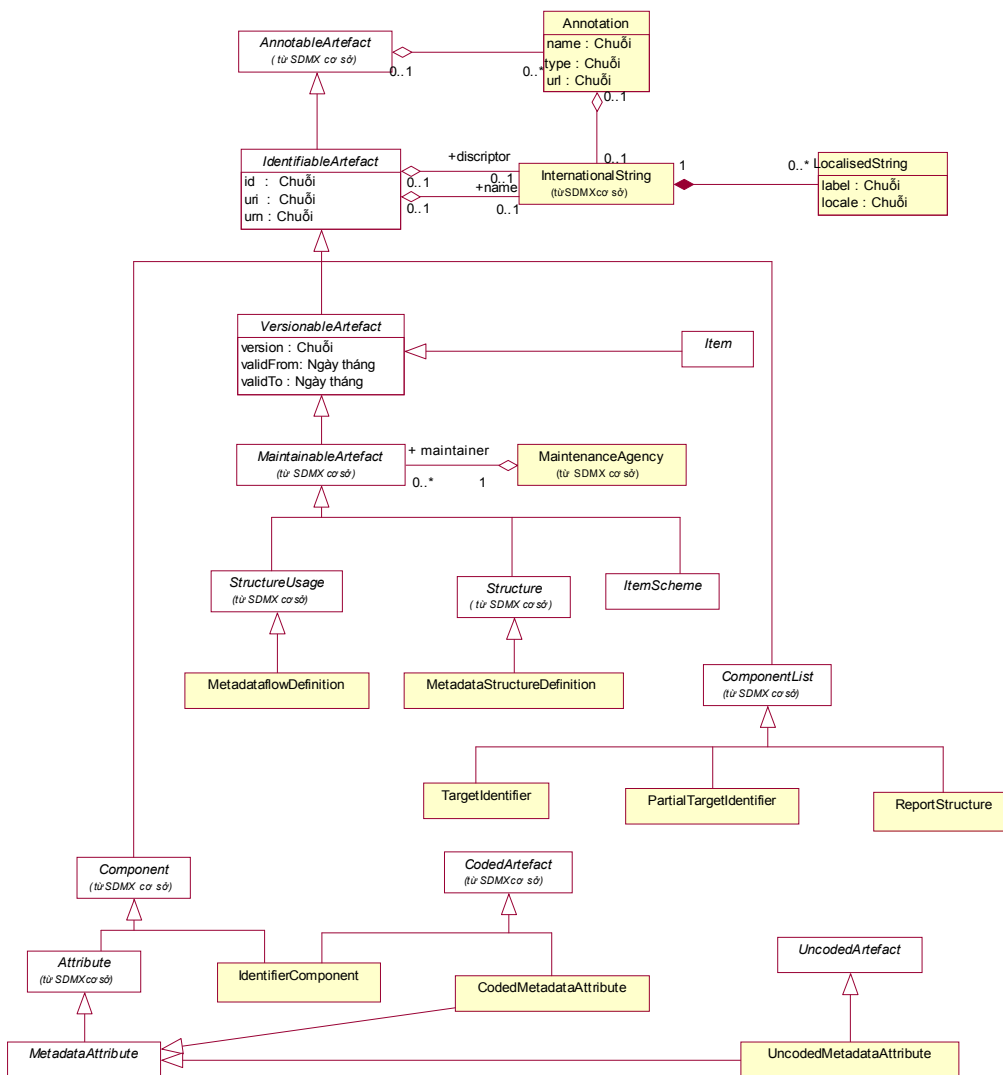 Annotation
name : Chuỗi
type : Chuỗi
url : Chuỗi
AnnotableArtefact
( từ SDMX cơ sở)
0..1
0..*
0..1
0..1
IdentifiableArtefact
id : Chuỗi
uri : Chuỗi
urn : Chuỗi
+discriptor
0..1
0..1
+name
0..1
0..1
InternationalString
(từSDMXcơ sở)
1
0..*
LocalisedString
label : Chuỗi
locale : Chuỗi
VersionableArtefact
version : Chuỗi
validFrom: Ngày tháng
validTo : Ngày tháng
Item
MaintainableArtefact
(từ SDMX cơ sở)
+ maintainer
0..*
1
MaintenanceAgency
(từ SDMX cơ sở)
StructureUsage
(từ SDMX cơ sở)
Structure
( từ SDMX cơ sở)
ItemScheme
MetadataflowDefinition
MetadataStructureDefinition
ComponentList
(từ SDMX cơ sở)
TargetIdentifier
PartialTargetIdentifier
ReportStructure
Component
(từ SDMX cơ sở)
CodedArtefact
(từ SDMXcơ sở)
Attribute
(từ SDMXcơ sở)
IdentifierComponent
CodedMetadataAttribute
UncodedArtefact
MetadataAttribute
UncodedMetadataAttribute